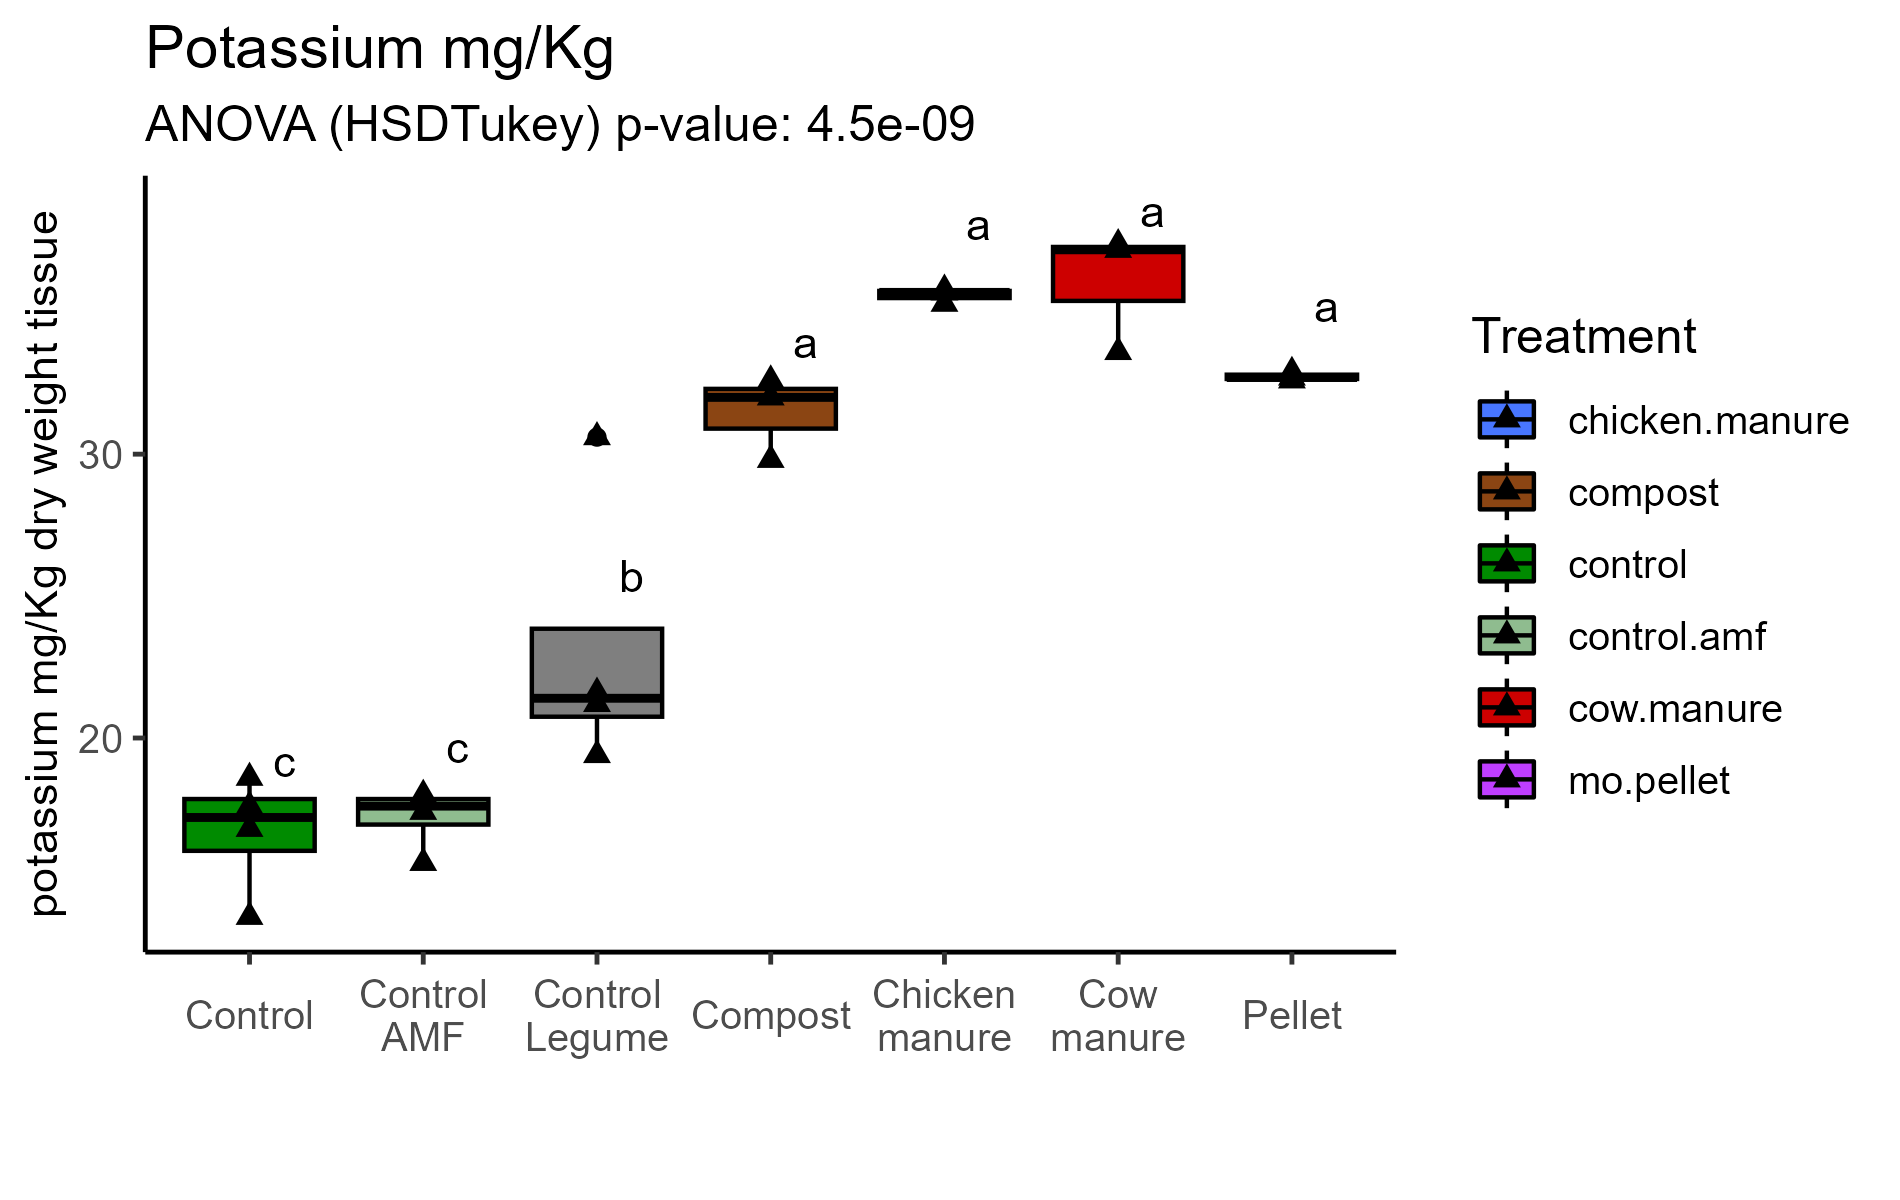 Potassium mg/Kg
ANOVA (HSDTukey) p-value: 4.5e-09
potassium mg/Kg dry weight tissue
30
20
c
c
b
a
a
a
a
Control
Control
AMF
Control
Legume
Compost
Chicken
manure
Cow
manure
Pellet
Treatment
chicken.manure
compost
control
control.amf
cow.manure
mo.pellet